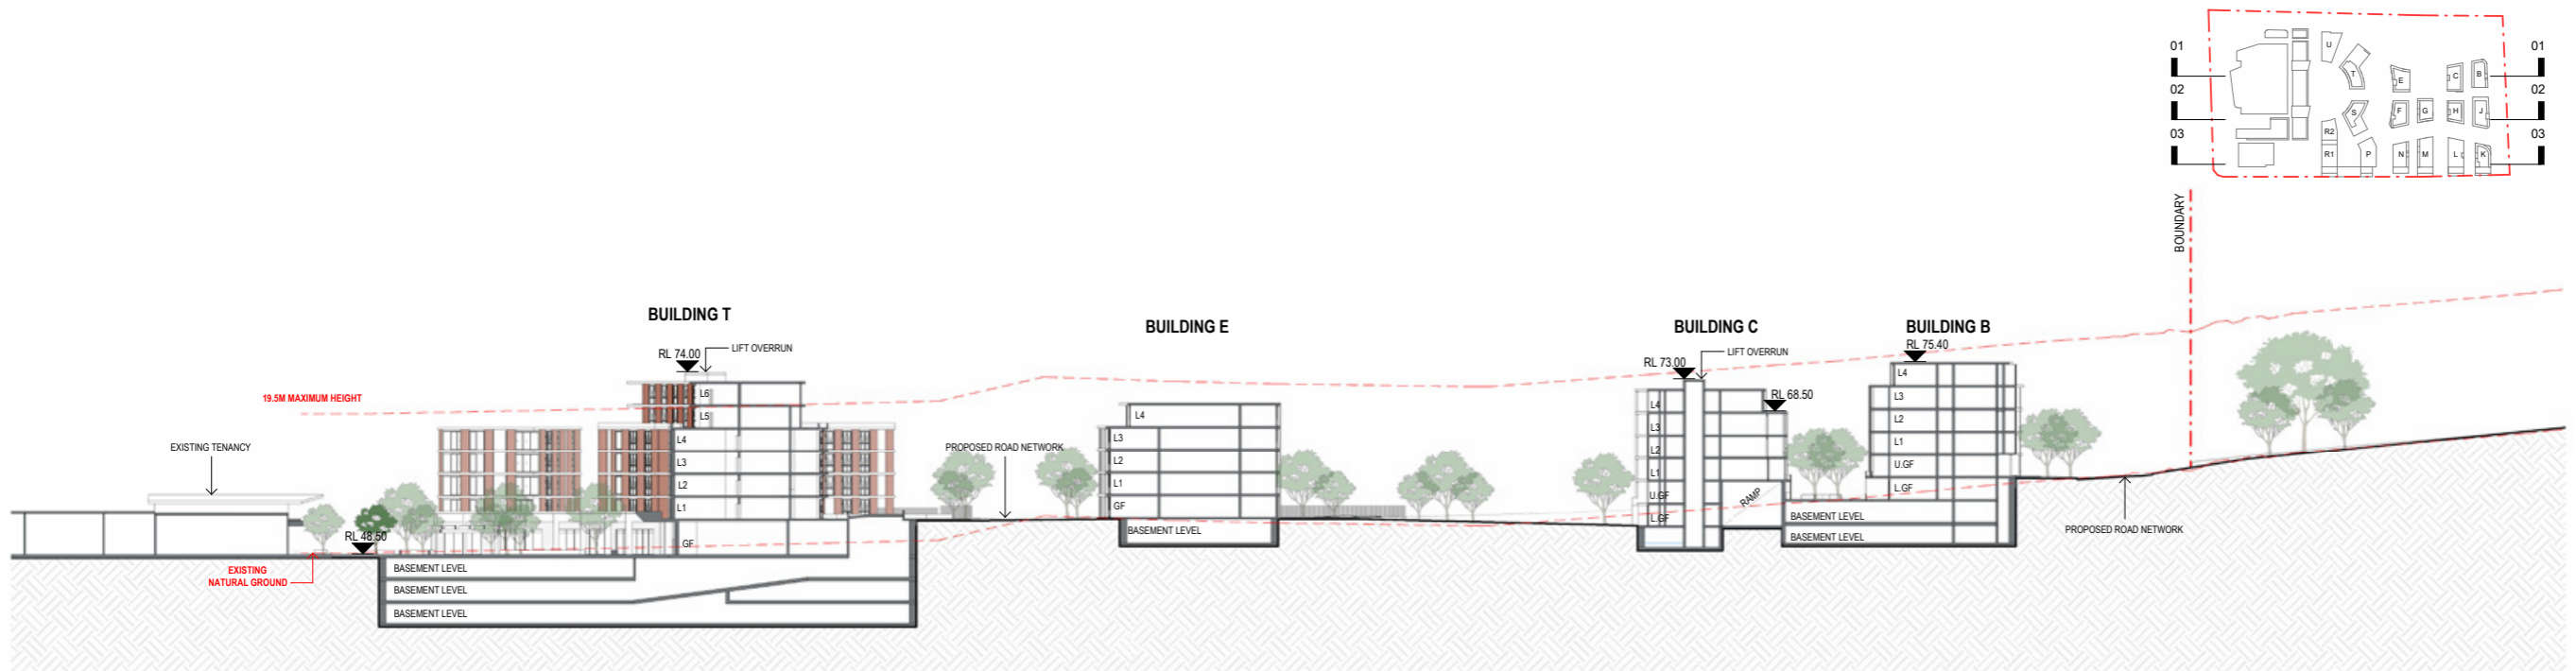 01
01
02
02
03
03
U
T
E
C
B
S
F
G
H
J
R2
R1
P
N
M
L
K
BOUNDARY
BUILDING T
BUILDING E
BUILDING C
BUILDING B
RL 74.00
LIFT OVERRUN
RL 73.00
LIFT OVERRUN
RL 75.40
RL 68.50
19.5M MAXIMUM HEIGHT
EXISTING TENANCY
PROPOSED ROAD NETWORK
L6
L5
L4
L3
L2
L1
GF
L4
L3
L2
L1
GF
BASEMENT LEVEL
L4
L3
L2
L1
U.GF
L.GF
RAMP
L4
L3
L2
L1
U.GF
L.GF
BASEMENT LEVEL
BASEMENT LEVEL
PROPOSED ROAD NETWORK
RL 48.50
EXISTING
NATURAL GROUND
BASEMENT LEVEL
BASEMENT LEVEL
BASEMENT LEVEL